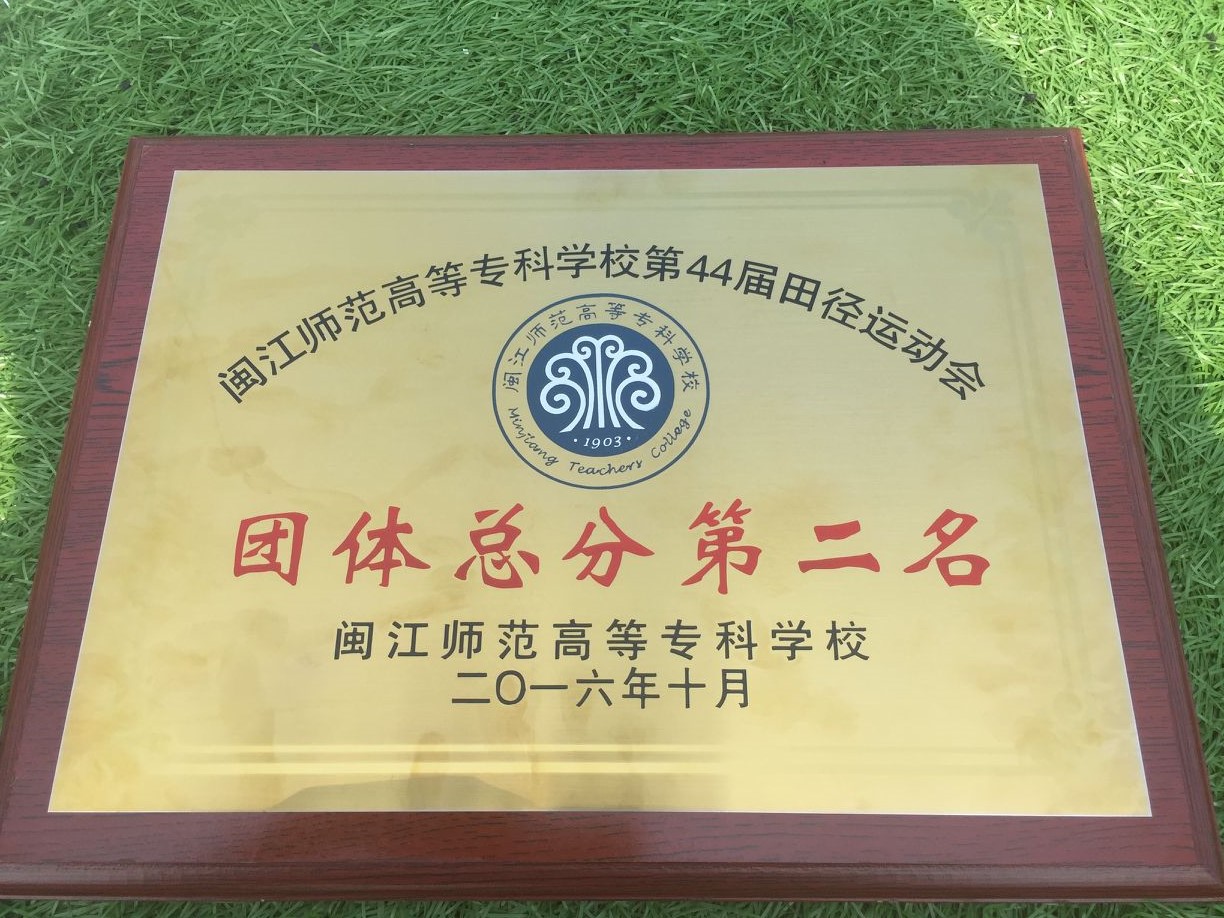 闽江师范高等专科学校第44届田径运动会
闽江师范高等专科学校
·1903·
Minjiang Teachers College
团体总分第二名
闽江师范高等专科学校
二〇一六年十月